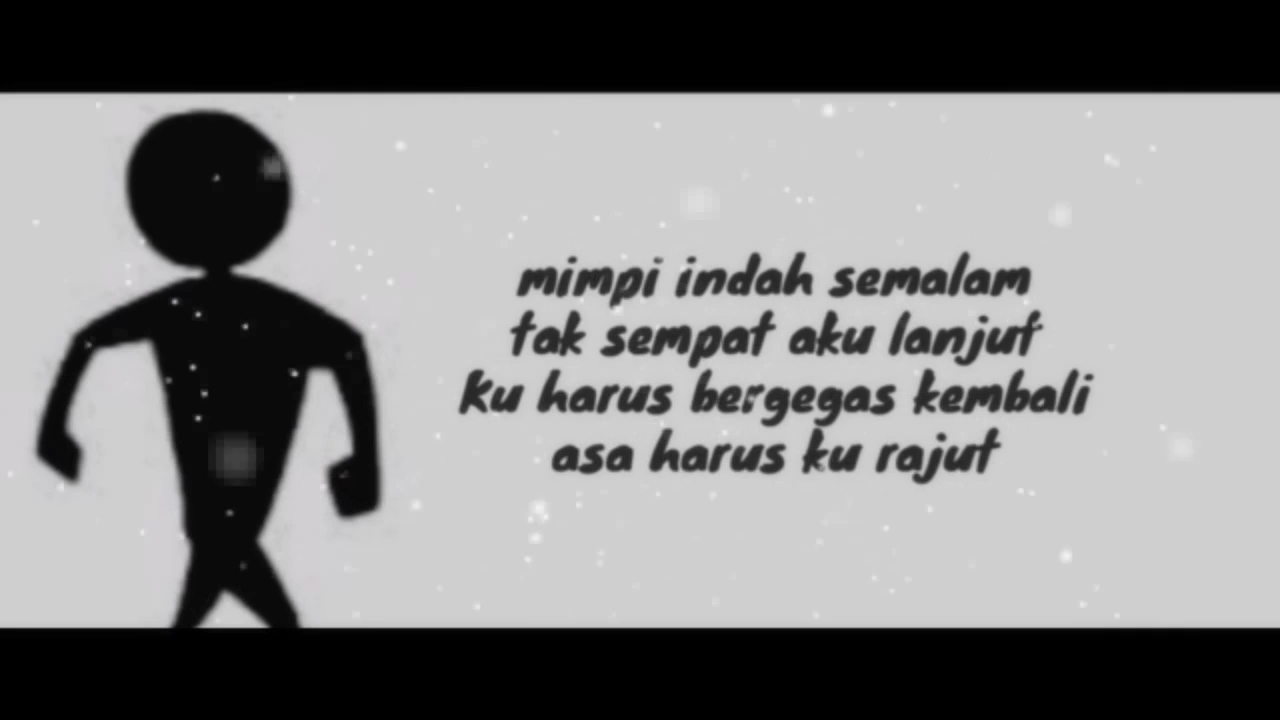 mimpi indah semalam
tak sempat aku lanjut
Ku harus bergegas kembali
asa harus ku rajut